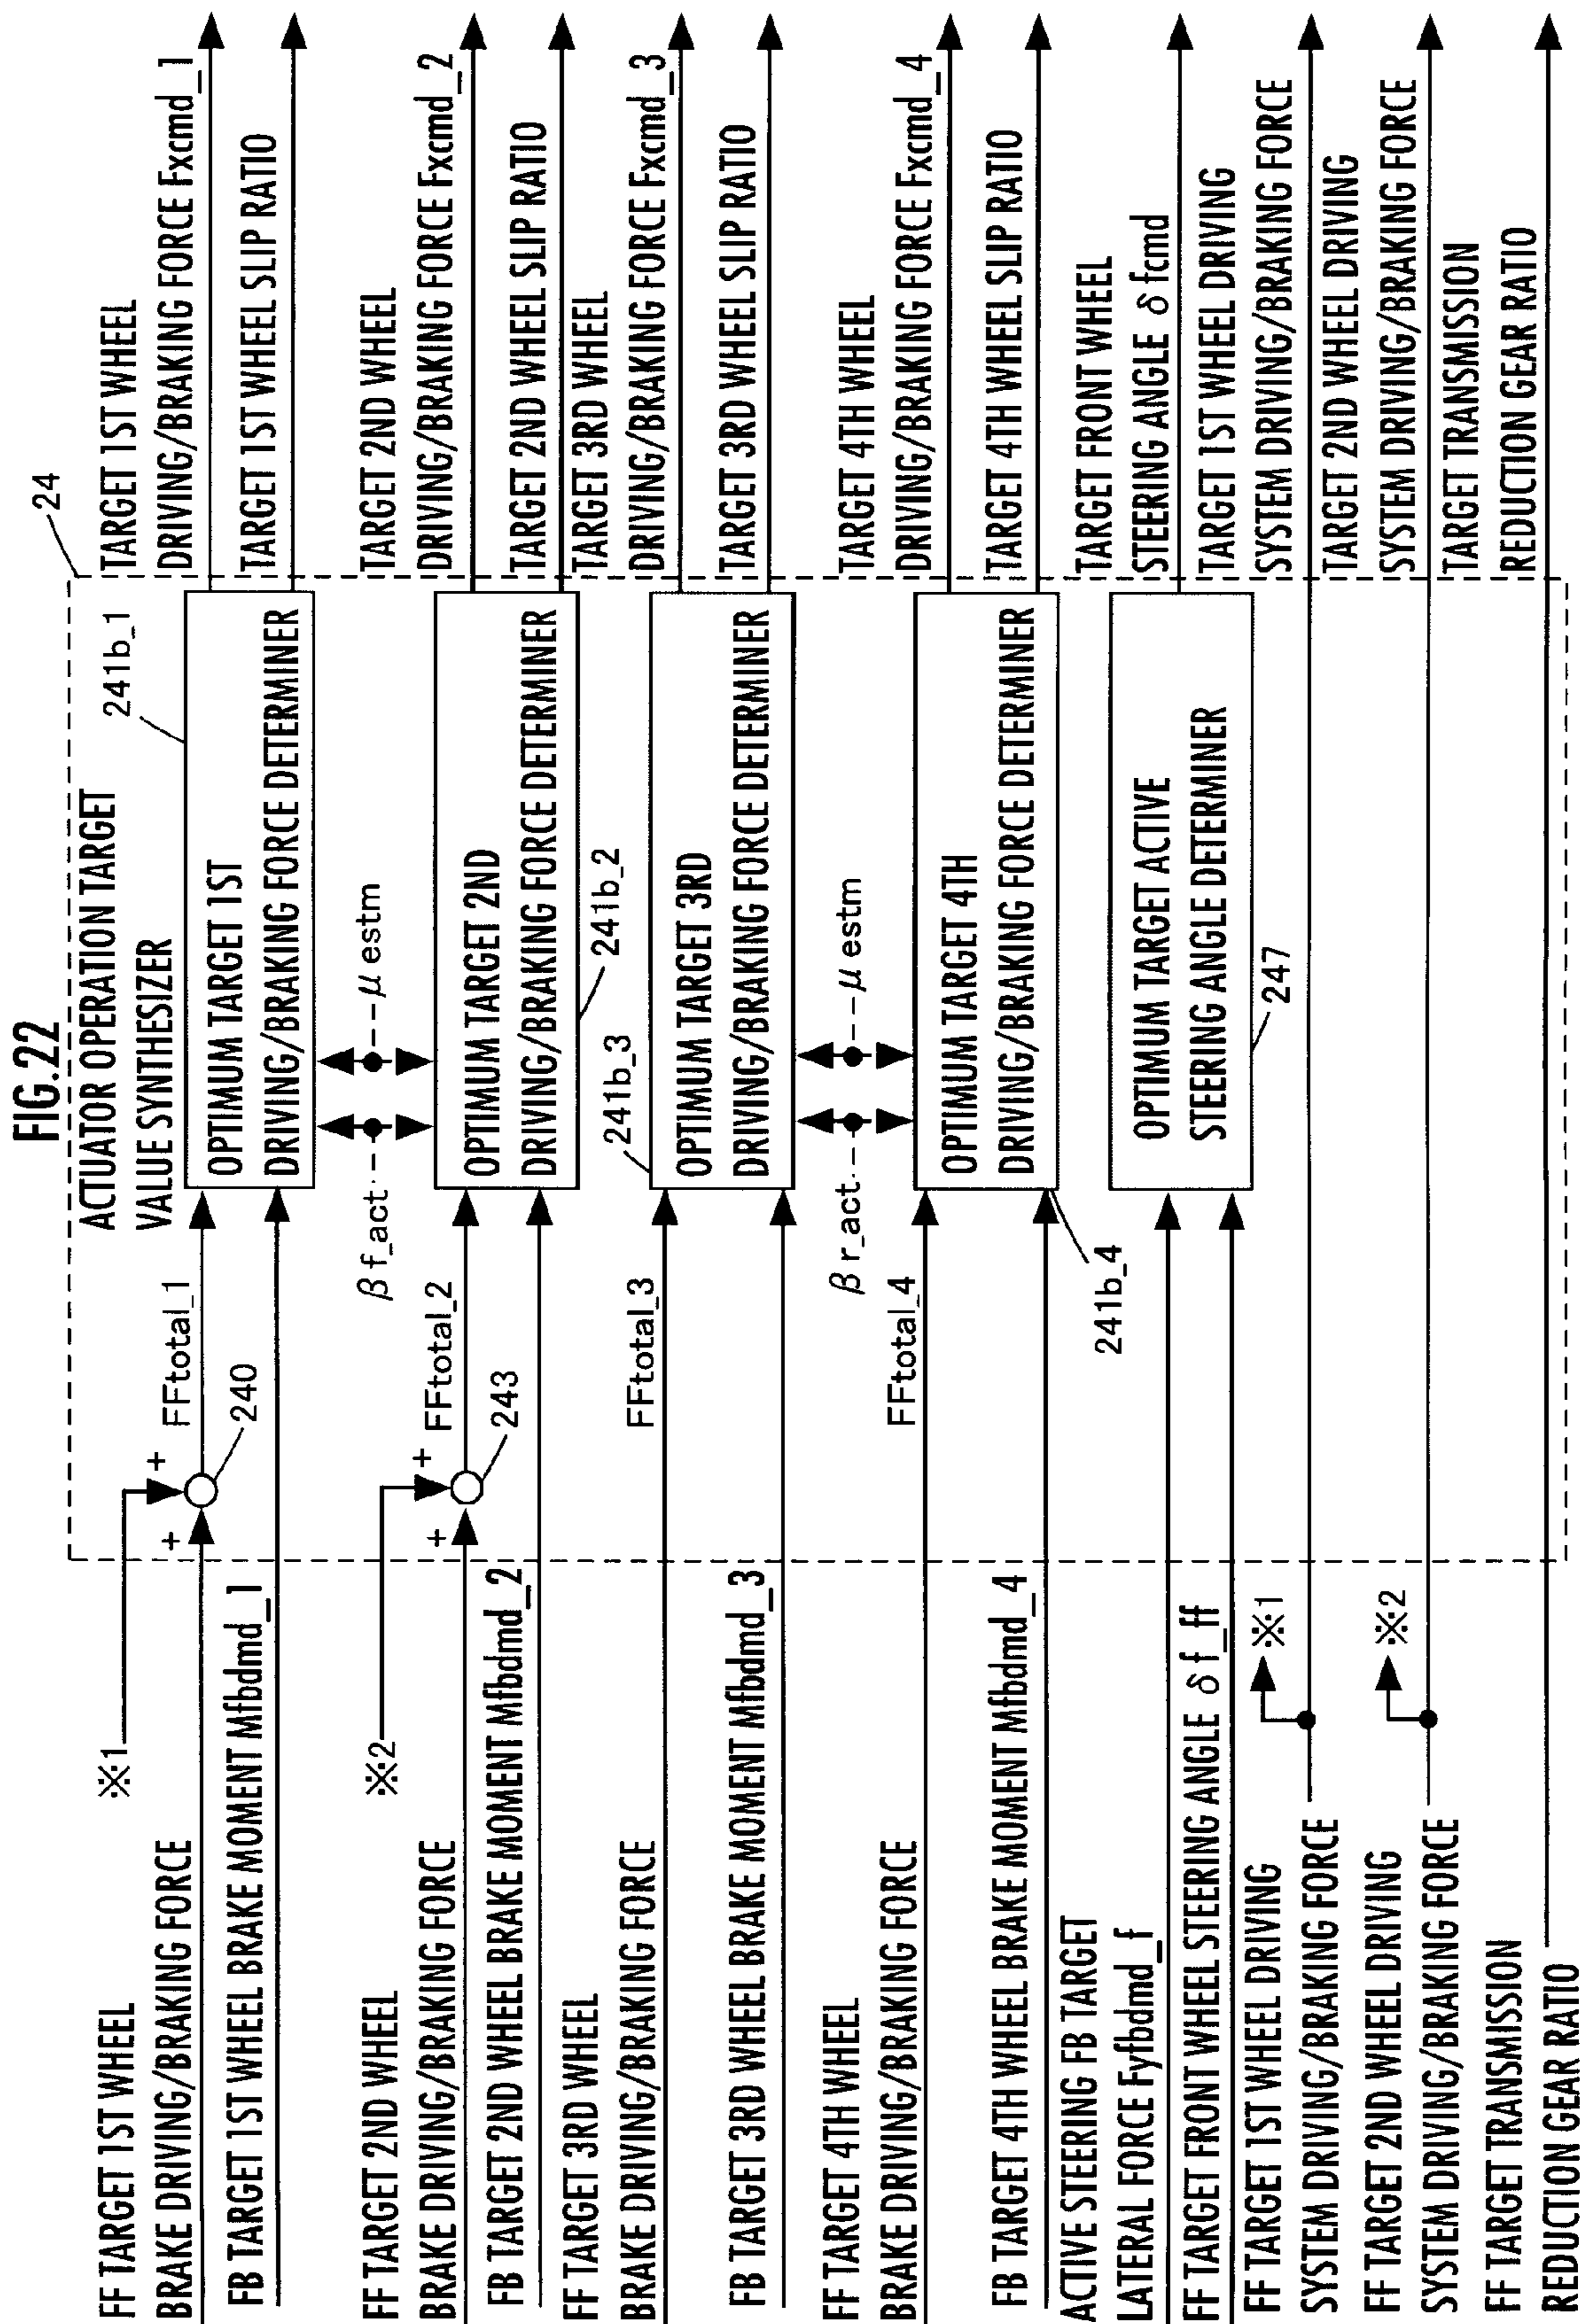 FIG.22
ACTUATOR OPERATION TARGET
VALUE SYNTHESIZER
24
FF TARGET 1ST WHEEL
BRAKE DRIVING/BRAKING FORCE
※1
+
+
240
FFtotal_1
FB TARGET 1ST WHEEL BRAKE MOMENT Mfbdmd_1
OPTIMUM TARGET 1ST
DRIVING/BRAKING FORCE DETERMINER
241b_1
TARGET 1ST WHEEL
DRIVING/BRAKING FORCE Fxcmd_1
TARGET 1ST WHEEL SLIP RATIO
β f_act
μ estm
FF TARGET 2ND WHEEL
BRAKE DRIVING/BRAKING FORCE
※2
+
+
243
FFtotal_2
FB TARGET 2ND WHEEL BRAKE MOMENT Mfbdmd_2
OPTIMUM TARGET 2ND
DRIVING/BRAKING FORCE DETERMINER
241b_2
TARGET 2ND WHEEL
DRIVING/BRAKING FORCE Fxcmd_2
TARGET 2ND WHEEL SLIP RATIO
FF TARGET 3RD WHEEL
BRAKE DRIVING/BRAKING FORCE
FFtotal_3
FB TARGET 3RD WHEEL BRAKE MOMENT Mfbdmd_3
241b_3
OPTIMUM TARGET 3RD
DRIVING/BRAKING FORCE DETERMINER
TARGET 3RD WHEEL
DRIVING/BRAKING FORCE Fxcmd_3
TARGET 3RD WHEEL SLIP RATIO
β r_act
μ estm
FF TARGET 4TH WHEEL
BRAKE DRIVING/BRAKING FORCE
FFtotal_4
FB TARGET 4TH WHEEL BRAKE MOMENT Mfbdmd_4
OPTIMUM TARGET 4TH
DRIVING/BRAKING FORCE DETERMINER
241b_4
TARGET 4TH WHEEL
DRIVING/BRAKING FORCE Fxcmd_4
TARGET 4TH WHEEL SLIP RATIO
ACTIVE STEERING FB TARGET
LATERAL FORCE Fyfbdmd_f
FF TARGET FRONT WHEEL STEERING ANGLE δ f_ff
OPTIMUM TARGET ACTIVE
STEERING ANGLE DETERMINER
247
TARGET FRONT WHEEL
STEERING ANGLE δ fcmd
FF TARGET 1ST WHEEL DRIVING
SYSTEM DRIVING/BRAKING FORCE
※1
TARGET 1ST WHEEL DRIVING
SYSTEM DRIVING/BRAKING FORCE
FF TARGET 2ND WHEEL DRIVING
SYSTEM DRIVING/BRAKING FORCE
※2
TARGET 2ND WHEEL DRIVING
SYSTEM DRIVING/BRAKING FORCE
FF TARGET TRANSMISSION
REDUCTION GEAR RATIO
TARGET TRANSMISSION
REDUCTION GEAR RATIO